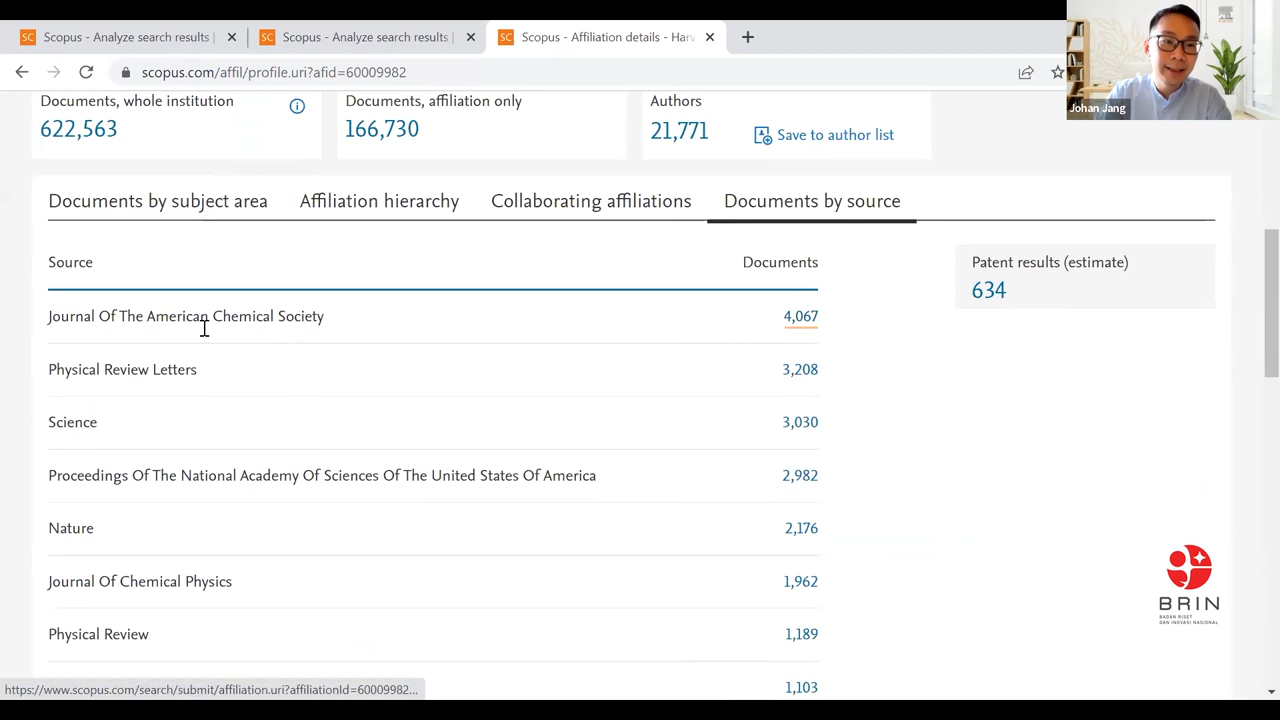 Scopus - Analyze search results |
Scopus - Analyze search results |
Scopus - Affiliation details - Harv
scopus.com/affil/profile.uri?afid=60009982
Johan Jang
Documents, whole institution
622,563
Documents, affiliation only
166,730
Authors
21,771
Save to author list
Documents by subject area
Affiliation hierarchy
Collaborating affiliations
Documents by source
Source
Documents
Patent results (estimate)
634
Journal Of The American Chemical Society
4,067
Physical Review Letters
3,208
Science
3,030
Proceedings Of The National Academy Of Sciences Of The United States Of America
2,982
Nature
2,176
Journal Of Chemical Physics
1,962
Physical Review
1,189
1,103
BRIN
BADAN RISET
DAN INOVASI NASIONAL
https://www.scopus.com/search/submit/affiliation.uri?affiliationId=60009982...